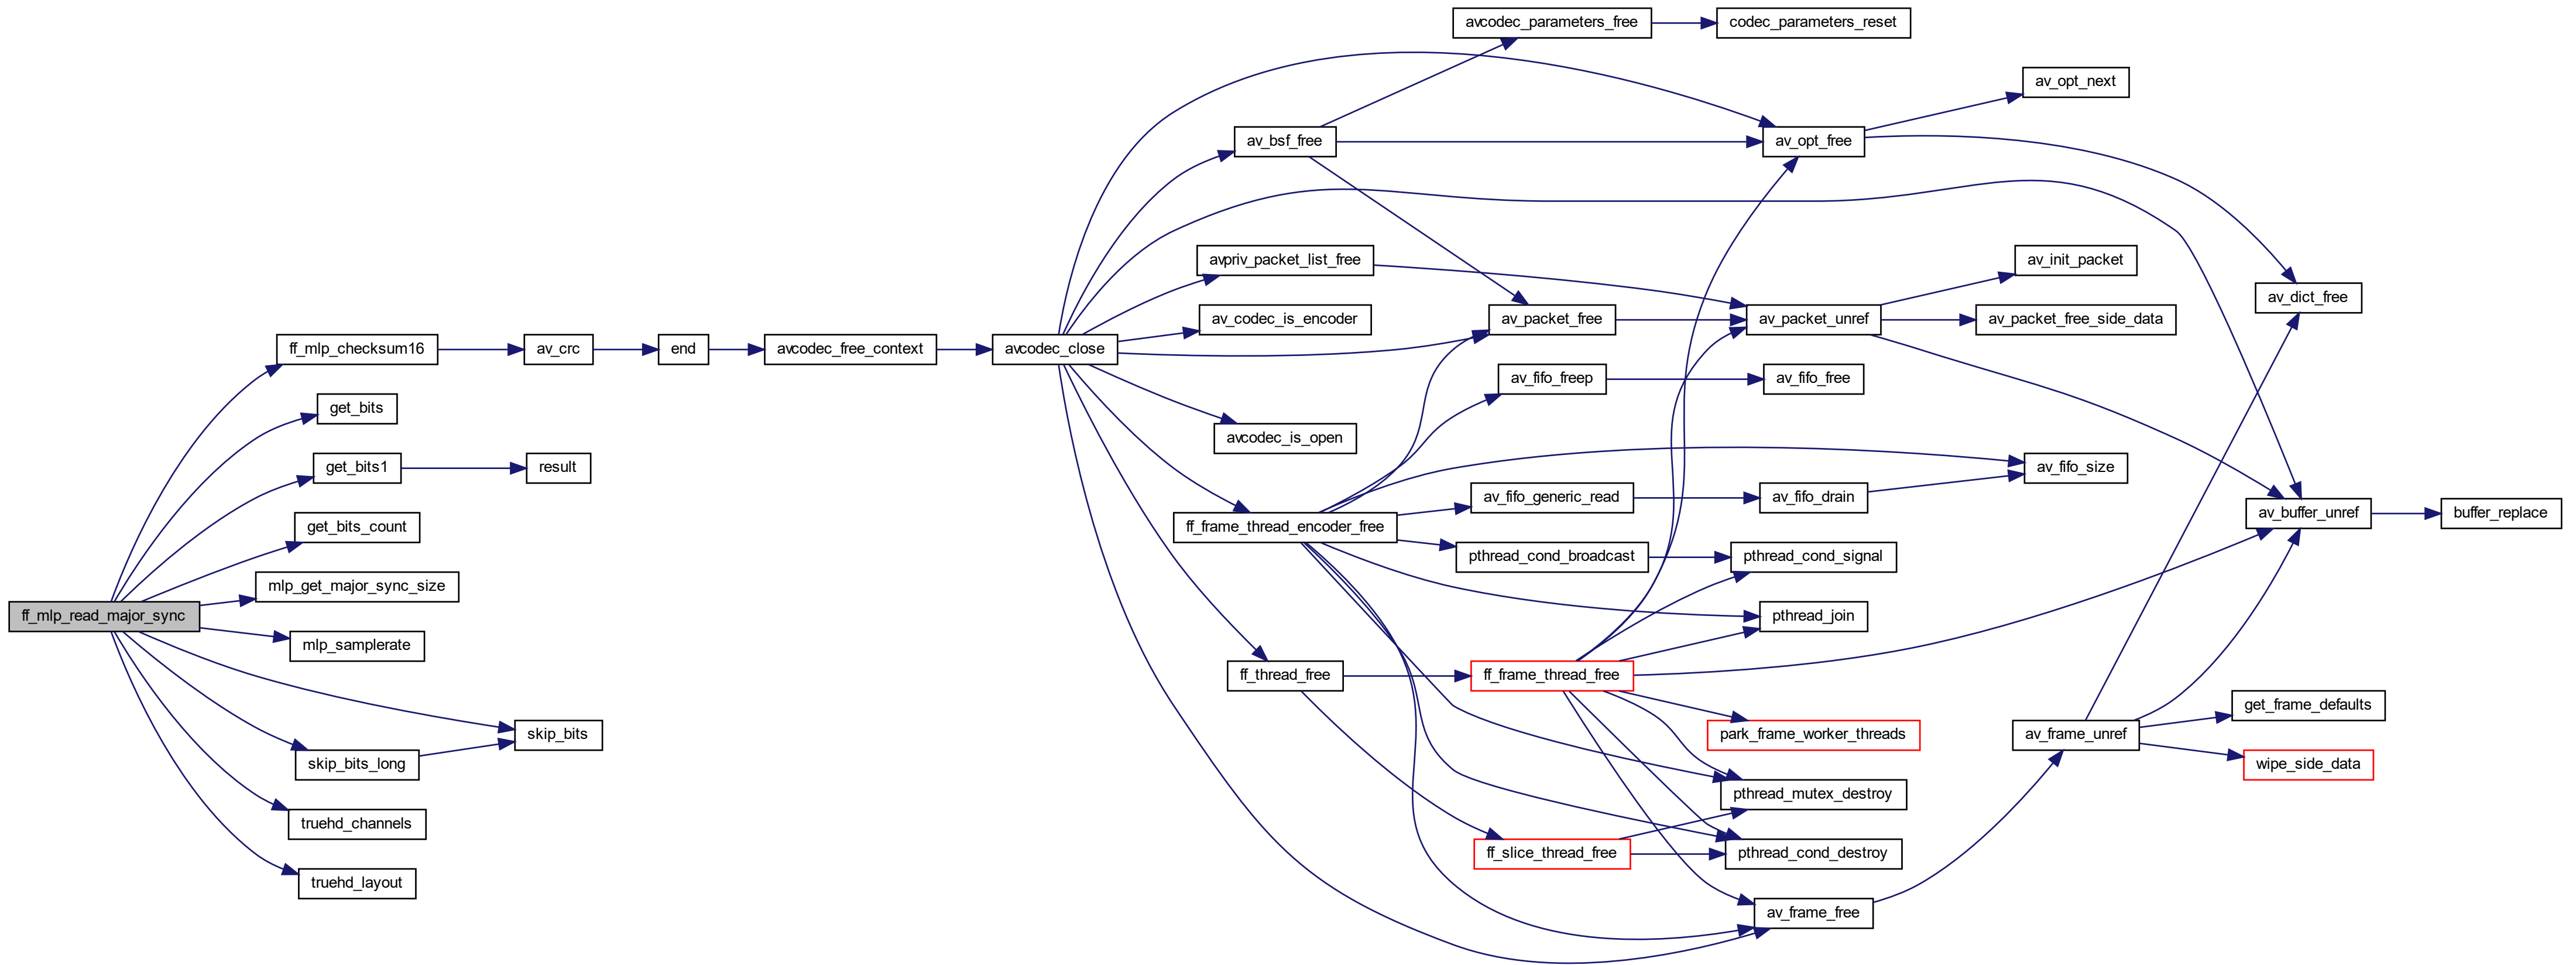 ff_mlp_read_major_sync
ff_mlp_checksum16
get_bits
get_bits1
get_bits_count
mlp_get_major_sync_size
mlp_samplerate
skip_bits_long
truehd_channels
truehd_layout
av_crc
result
skip_bits
end
avcodec_free_context
avcodec_close
av_bsf_free
avpriv_packet_list_free
av_codec_is_encoder
avcodec_is_open
ff_frame_thread_encoder_free
ff_thread_free
avcodec_parameters_free
av_packet_free
av_fifo_freep
av_fifo_generic_read
pthread_cond_broadcast
ff_frame_thread_free
ff_slice_thread_free
codec_parameters_reset
av_opt_free
av_packet_unref
av_fifo_free
av_fifo_drain
pthread_cond_signal
pthread_join
park_frame_worker_threads
pthread_mutex_destroy
pthread_cond_destroy
av_frame_free
av_opt_next
av_init_packet
av_packet_free_side_data
av_fifo_size
av_frame_unref
av_dict_free
av_buffer_unref
get_frame_defaults
wipe_side_data
buffer_replace